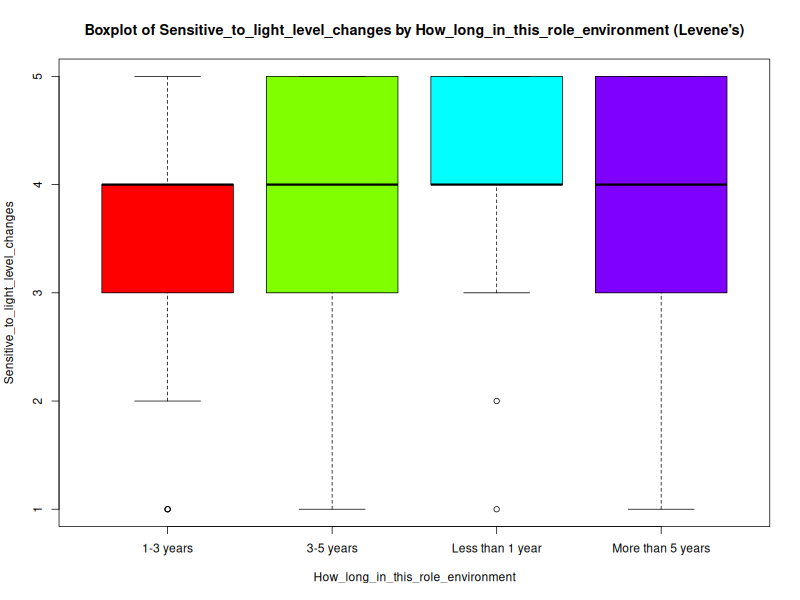 Boxplot of Sensitive_to_light_level_changes by How_long_in_this_role_environment (Levene's)
Sensitive_to_light_level_changes
5
4
3
2
1
1-3 years
3-5 years
Less than 1 year
More than 5 years
How_long_in_this_role_environment